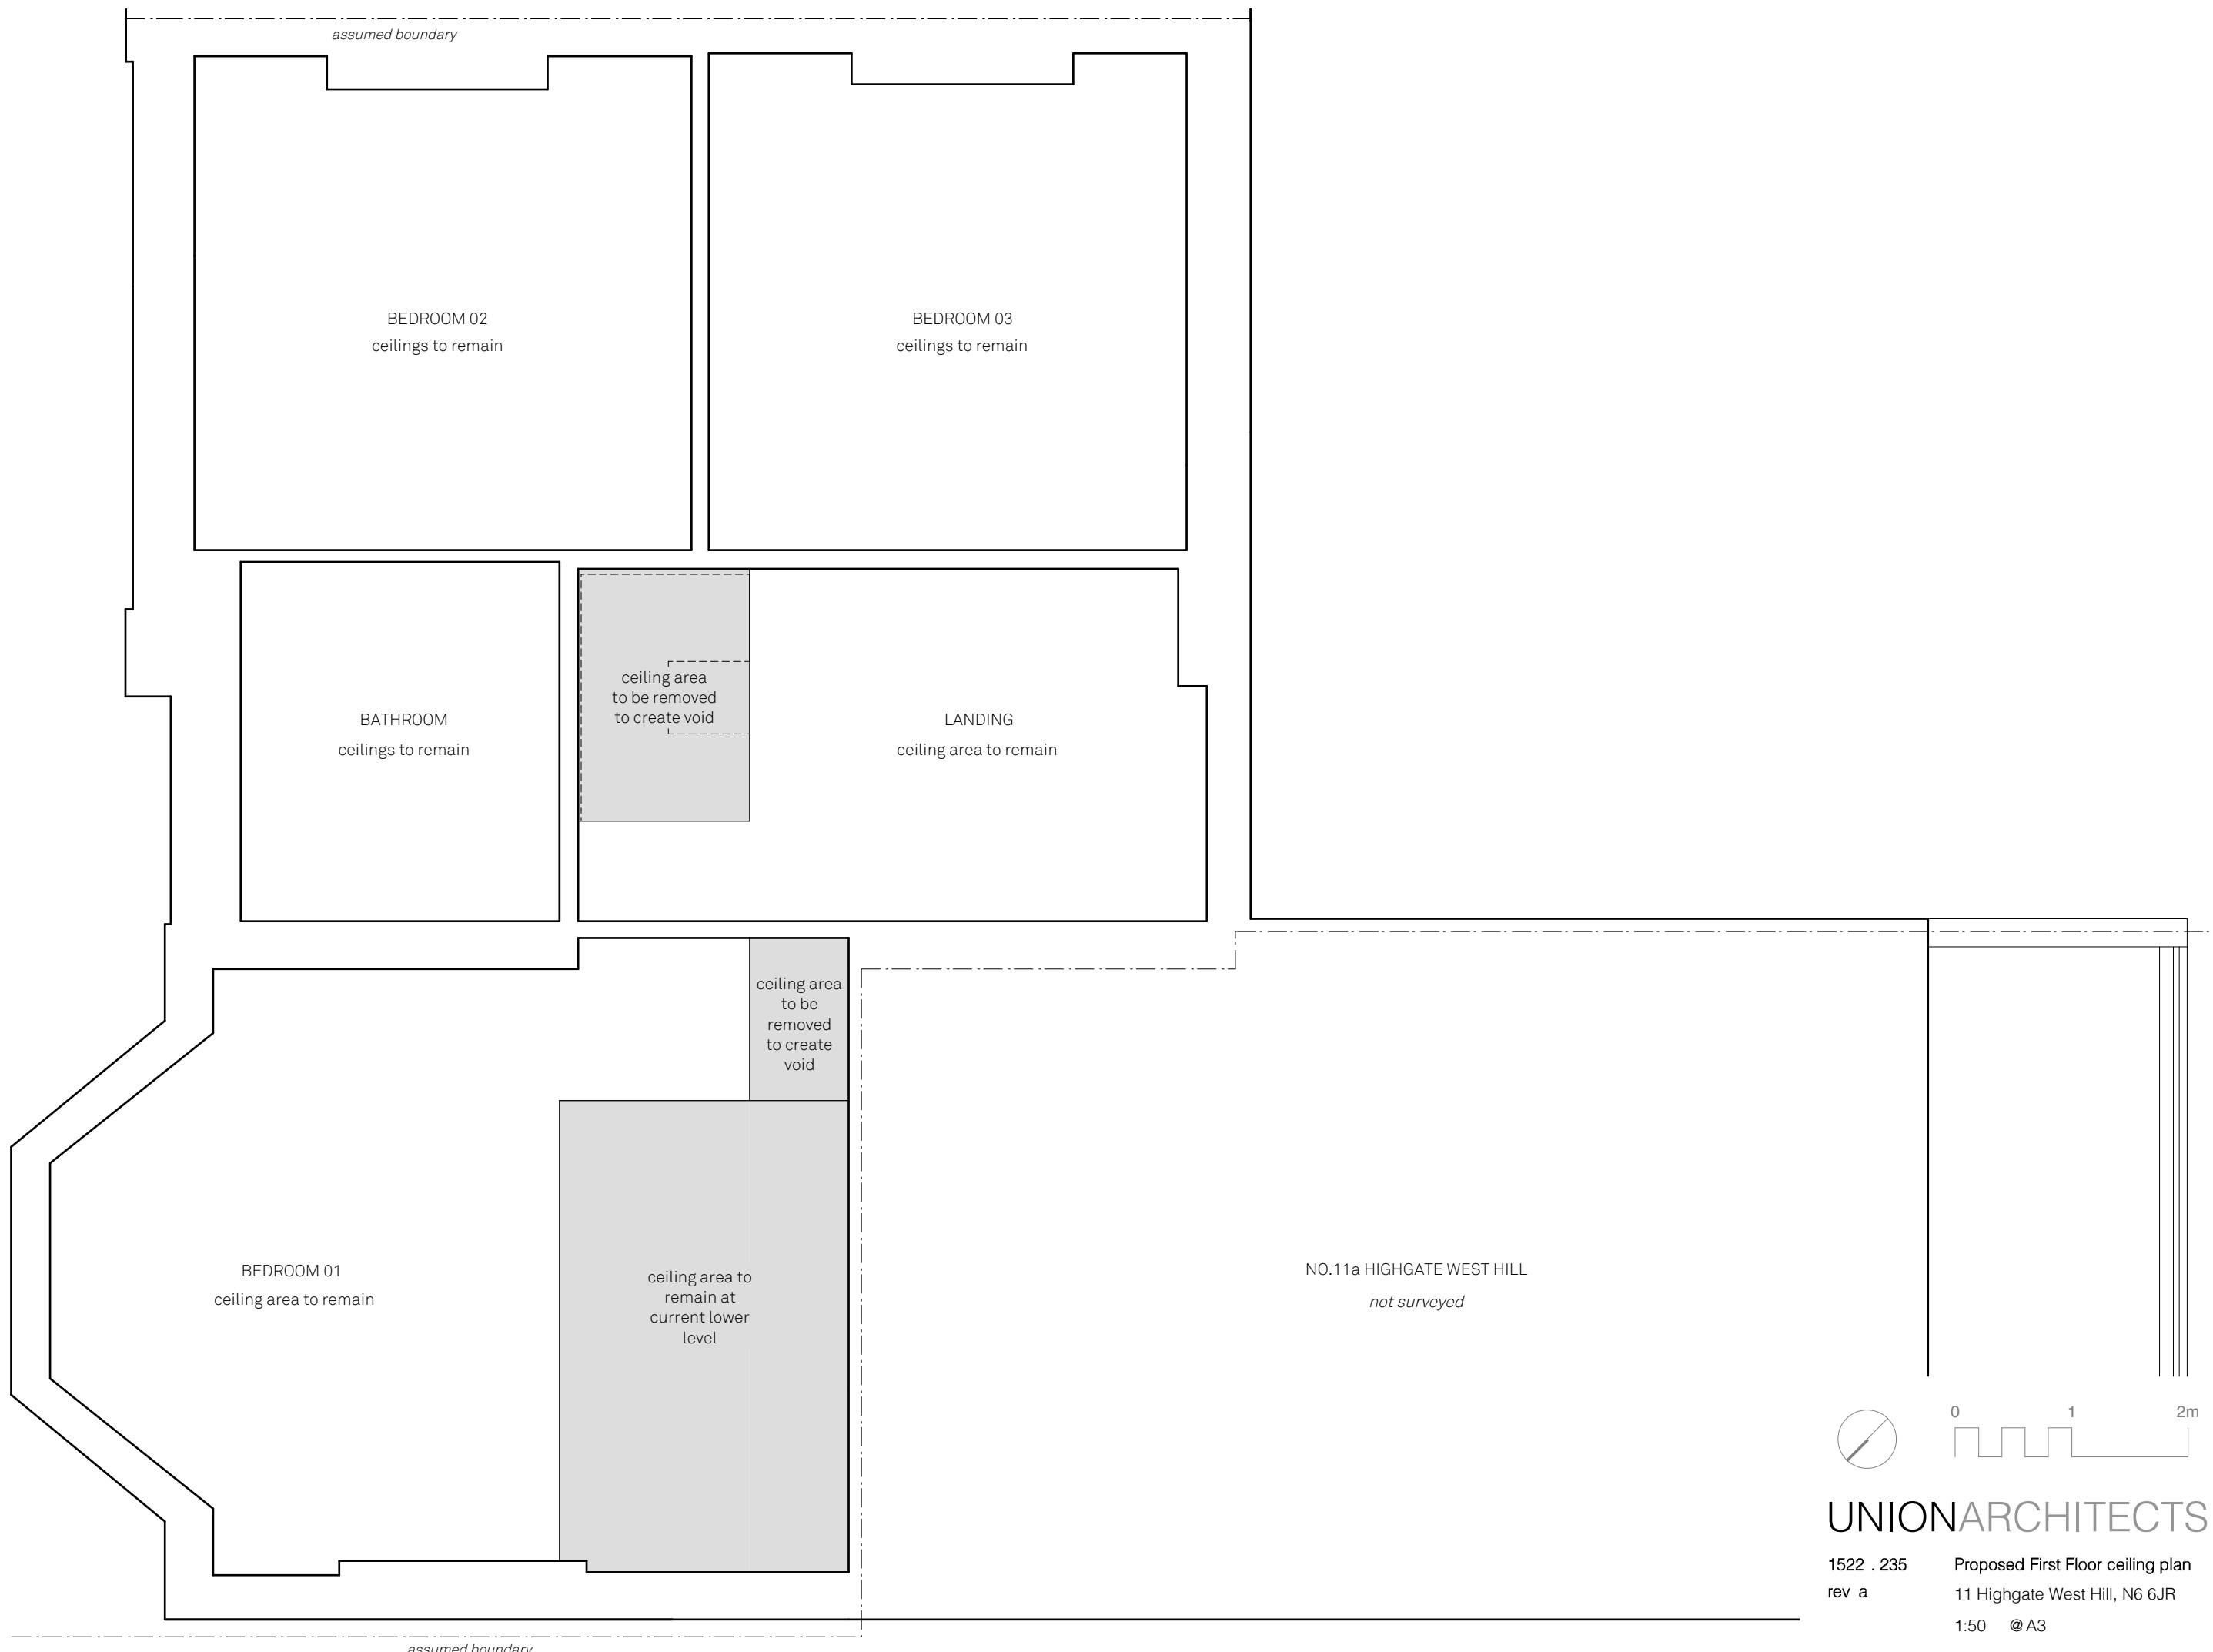 assumed boundary
BEDROOM 02
ceilings to remain
BEDROOM 03
ceilings to remain
ceiling area
to be removed
to create void
BATHROOM
ceilings to remain
LANDING
ceiling area to remain
ceiling area
to be
removed
to create
void
BEDROOM 01
ceiling area to remain
ceiling area to
remain at
current lower
level
NO.11a HIGHGATE WEST HILL
not surveyed
0 1 2m
UNIONARCHITECTS
1522 . 235 Proposed First Floor ceiling plan
rev a 11 Highgate West Hill, N6 6JR
1:50 @ A3
assumed boundary